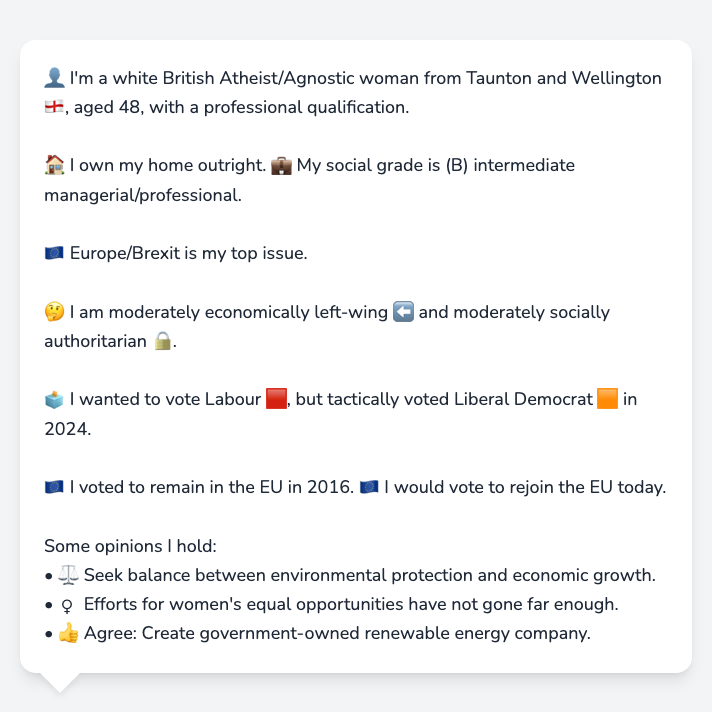 👤 I'm a white British Atheist/Agnostic woman from Taunton and Wellington
🏴󠁧󠁢󠁥󠁮󠁧󠁿, aged 48, with a professional qualification.
🏠 I own my home outright. 💼 My social grade is (B) intermediate
managerial/professional.
🇪🇺 Europe/Brexit is my top issue.
🤔 I am moderately economically left-wing ⬅️ and moderately socially
authoritarian 🔒.
🗳️ I wanted to vote Labour 🟥, but tactically voted Liberal Democrat 🟧 in
2024.
🇪🇺 I voted to remain in the EU in 2016. 🇪🇺 I would vote to rejoin the EU today.
Some opinions I hold:
• ⚖️ Seek balance between environmental protection and economic growth.
• ♀ Efforts for women's equal opportunities have not gone far enough.
• 👍 Agree: Create government-owned renewable energy company.